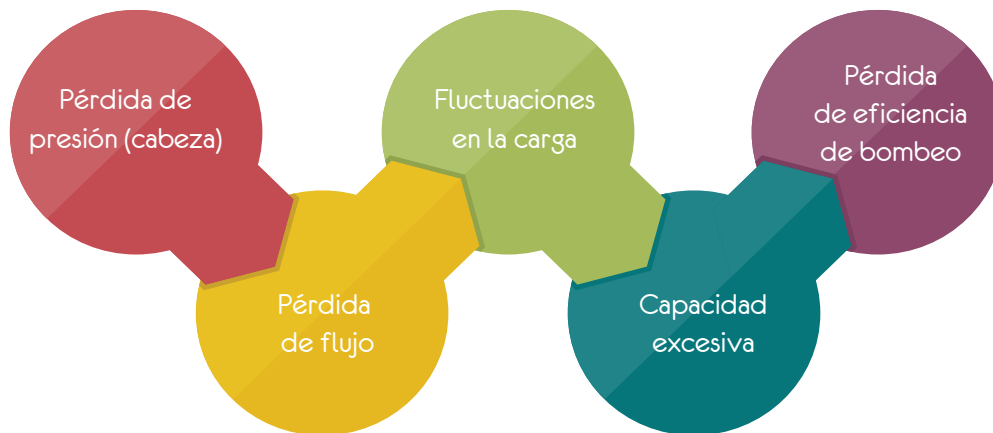 Pérdida de
presión (cabeza)
Pérdida
de flujo
Fluctuaciones
en la carga
Capacidad
excesiva
Pérdida
de eficiencia
de bombeo